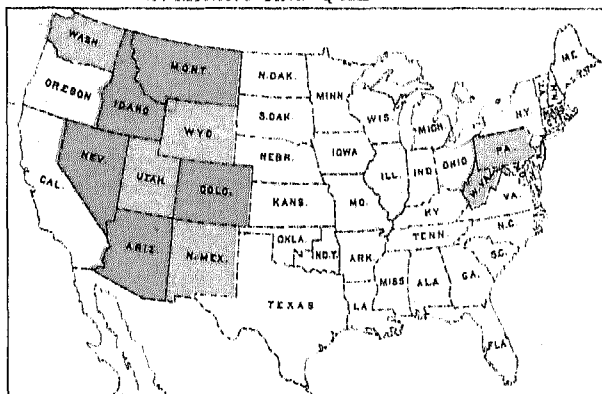 WASH.
MONT.
N.DAK.
MINN.
ME.
OREGON
IDAHO
S.DAK.
WIS.
MICH.
N.Y.
WYO.
NEBR.
IOWA
PA.
NEV.
UTAH
COLO.
ILL.
IND.
OHIO
CAL.
KANS.
MO.
KY
VA.
ARIZ.
N. MEX.
OKLA.
IND.T.
ARK.
TENN.
N.C.
S.C.
TEXAS
LA
MISS
ALA
GA.
FLA